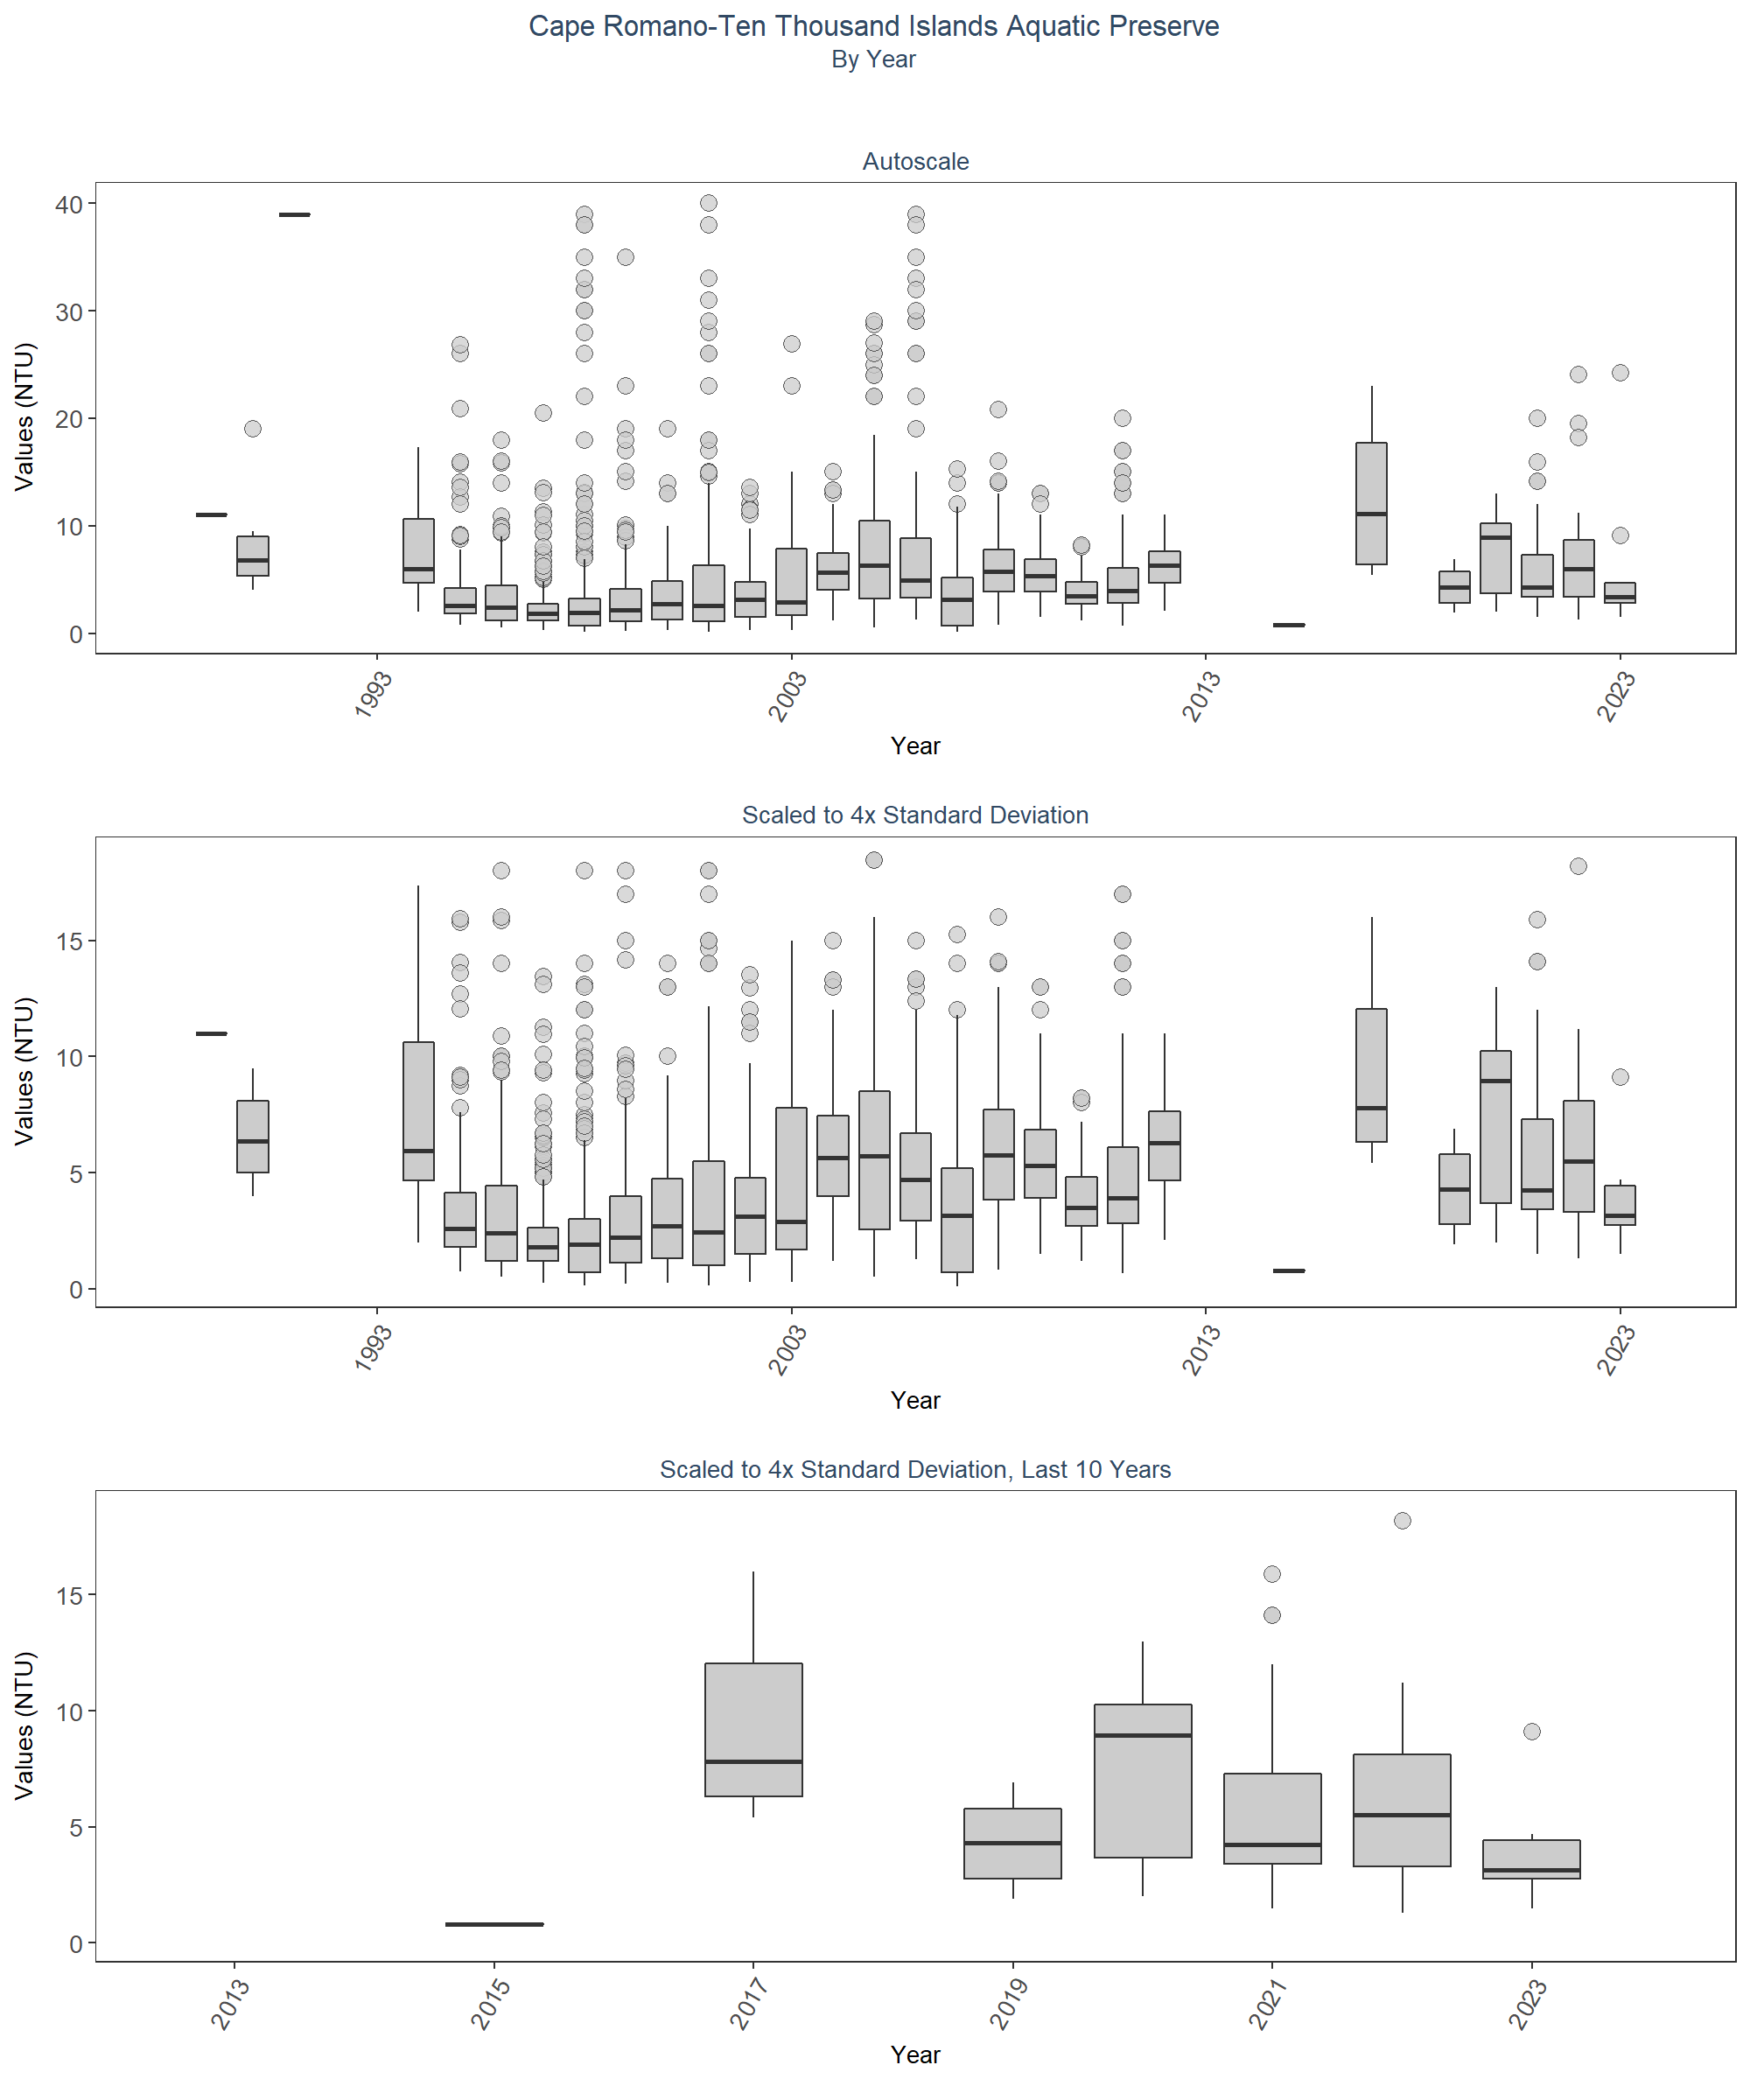 Cape Romano-Ten Thousand Islands Aquatic Preserve
By Year
Autoscale
Values (NTU)
40
30
20
10
0
1993
2003
2013
2023
Year
Scaled to 4x Standard Deviation
Values (NTU)
15
10
5
0
1993
2003
2013
2023
Year
Scaled to 4x Standard Deviation, Last 10 Years
Values (NTU)
15
10
5
0
2013
2015
2017
2019
2021
2023
Year